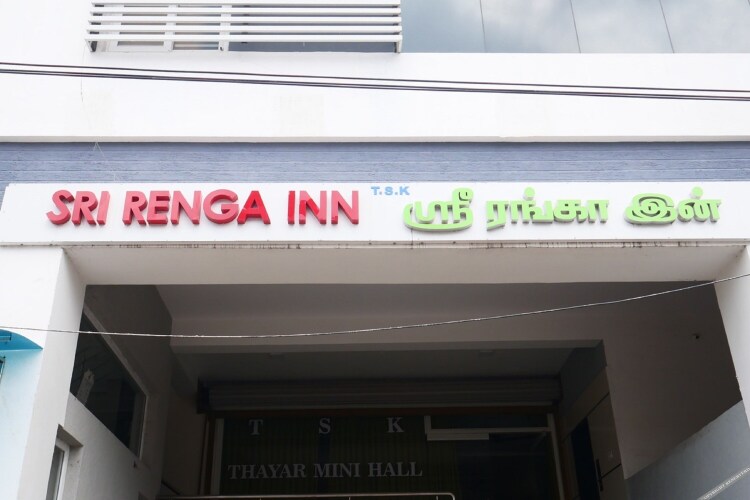 SRI RENGA INN T.S.K ஸ்ரீ ரங்கா இன்
T S K
THAYAR MINI HALL